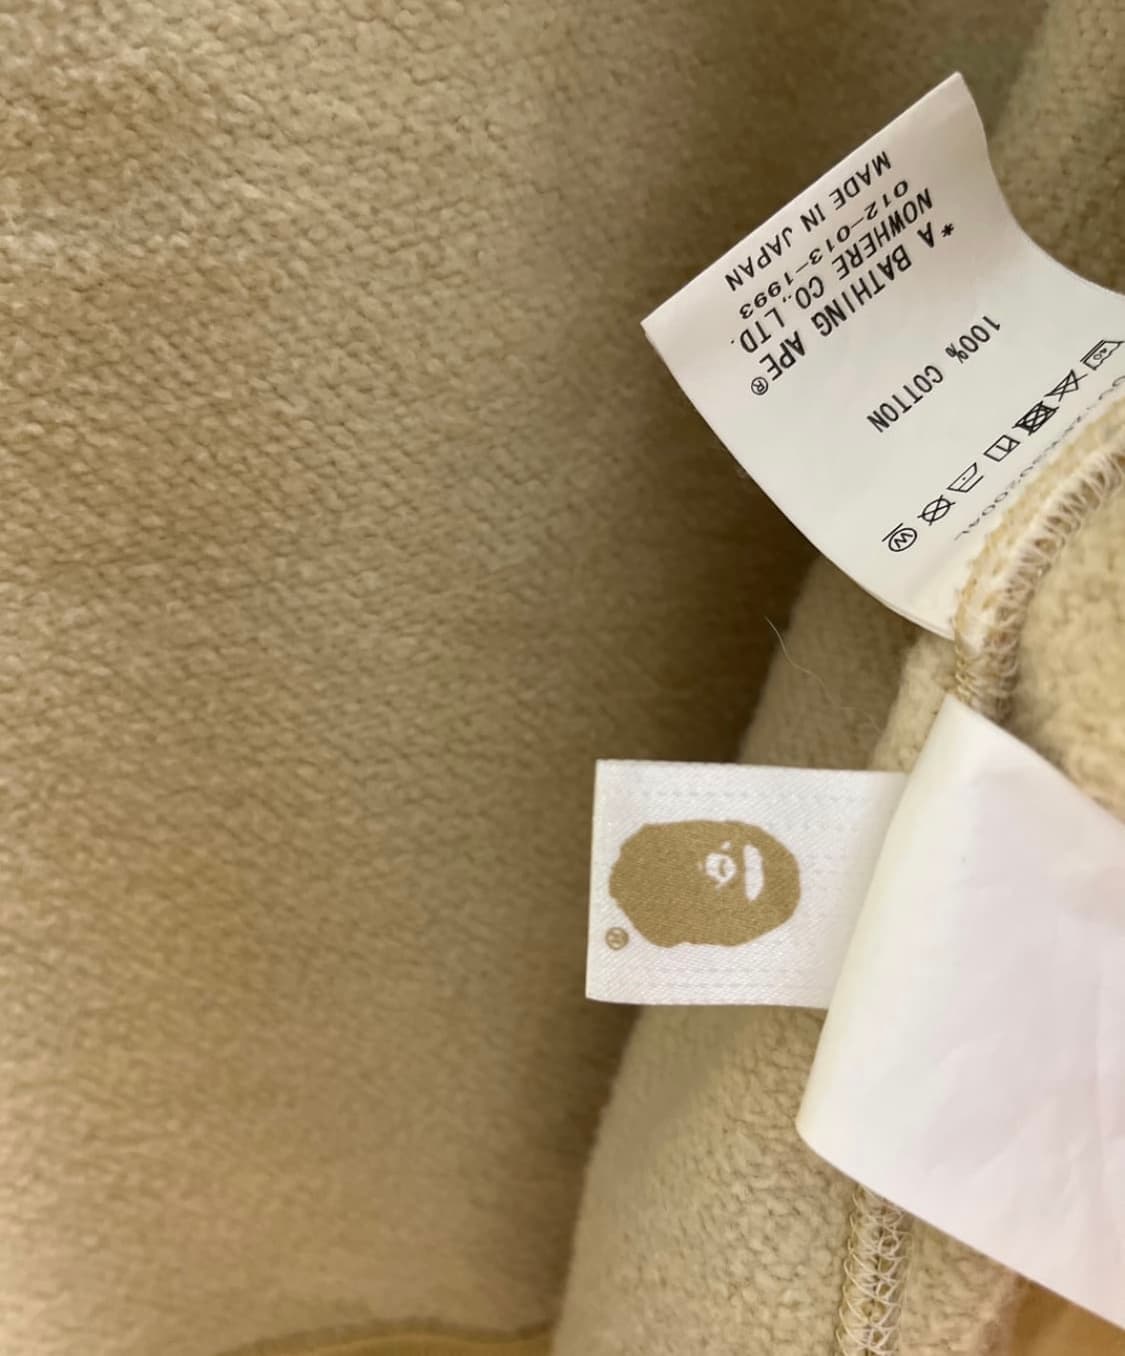 100% COTTON
*A BATHING APE®
NOWHERE CO., LTD.
012-013-1993
MADE IN JAPAN
®